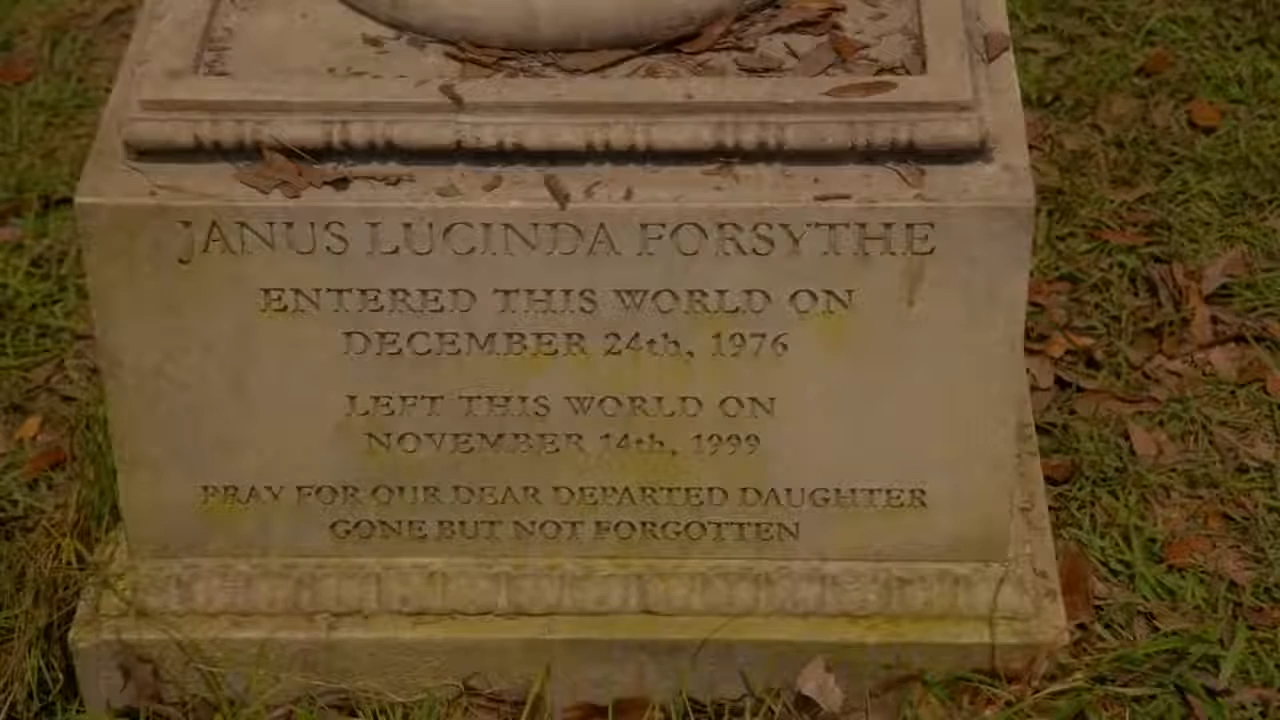 JANUS LUCINDA FORSYTHE
ENTERED THIS WORLD ON
DECEMBER 24th, 1976
LEFT THIS WORLD ON
NOVEMBER 14th, 1999
PRAY FOR OUR DEAR DEPARTED DAUGHTER
GONE BUT NOT FORGOTTEN